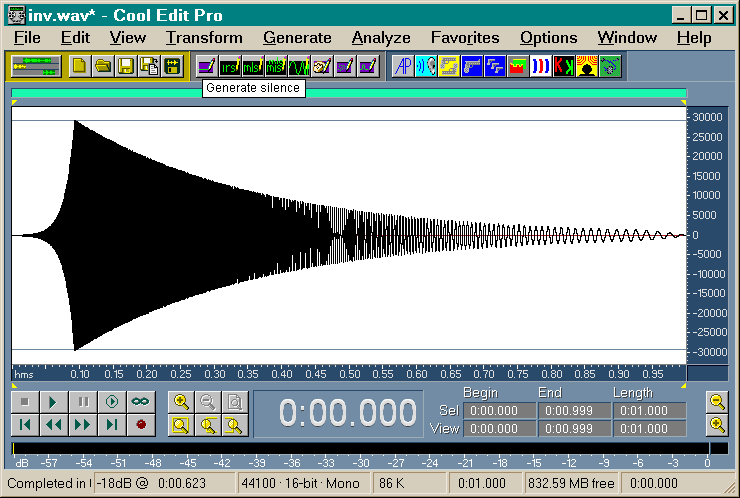 inv.wav* - Cool Edit Pro
File Edit View Transform Generate Analyze Favorites Options Window Help
irs mls mis AP K K
Generate silence
30000
25000
20000
15000
10000
5000
0
-5000
-10000
-15000
-20000
-25000
-30000
hms 0.10 0.15 0.20 0.25 0.30 0.35 0.40 0.45 0.50 0.55 0.60 0.65 0.70 0.75 0.80 0.85 0.90 0.95
0:00.000
Begin End Length
Sel 0:00.000 0:00.999 0:01.000
View 0:00.000 0:00.999 0:01.000
dB -57 -54 -51 -48 -45 -42 -39 -36 -33 -30 -27 -24 -21 -18 -15 -12 -9 -6 -3 0
Completed in -18dB @ 0:00.623 44100 · 16-bit · Mono 86 K 0:01.000 832.59 MB free 0:00.000